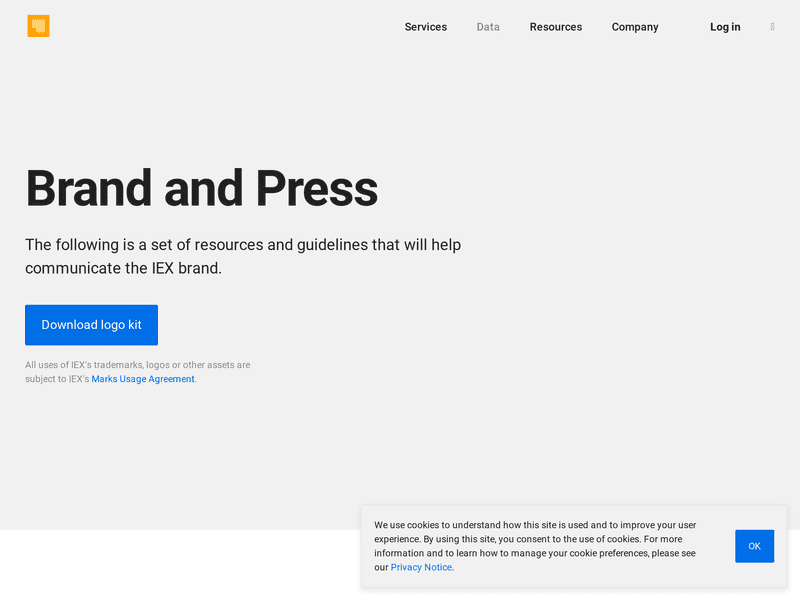 Services
Data
Resources
Company
Log in
Brand and Press
The following is a set of resources and guidelines that will help
communicate the IEX brand.
Download logo kit
All uses of IEX's trademarks, logos or other assets are
subject to IEX's Marks Usage Agreement.
We use cookies to understand how this site is used and to improve your user
experience. By using this site, you consent to the use of cookies. For more
information and to learn how to manage your cookie preferences, please see
our Privacy Notice.
OK